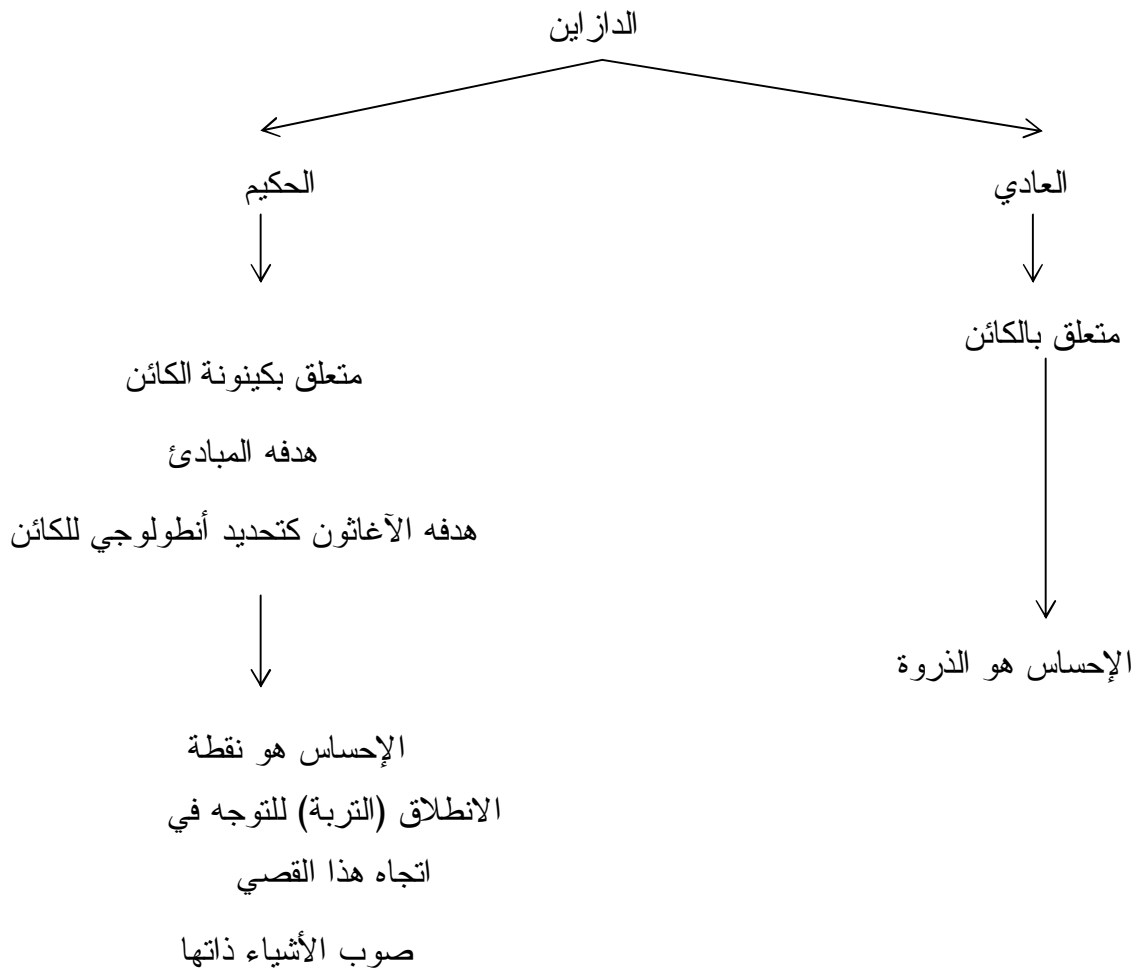 الدازاين
العادي
الحكيم
متعلق بالكائن
متعلق بكينونة الكائن
هدفه المبادئ
هدفه الآغاثون كتحديد أنطولوجي للكائن
الإحساس هو الذروة
الإحساس هو نقطة
الانطلاق (التربة) للتوجه في
اتجاه هذا القصي
صوب الأشياء ذاتها